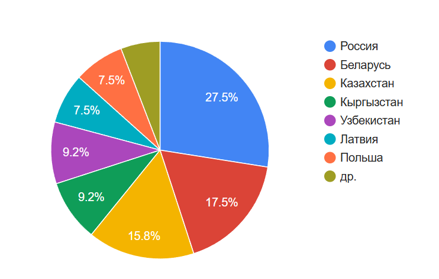 Россия
Беларусь
Казахстан
Кыргызстан
Узбекистан
Латвия
Польша
др.
27.5%
17.5%
15.8%
9.2%
9.2%
7.5%
7.5%